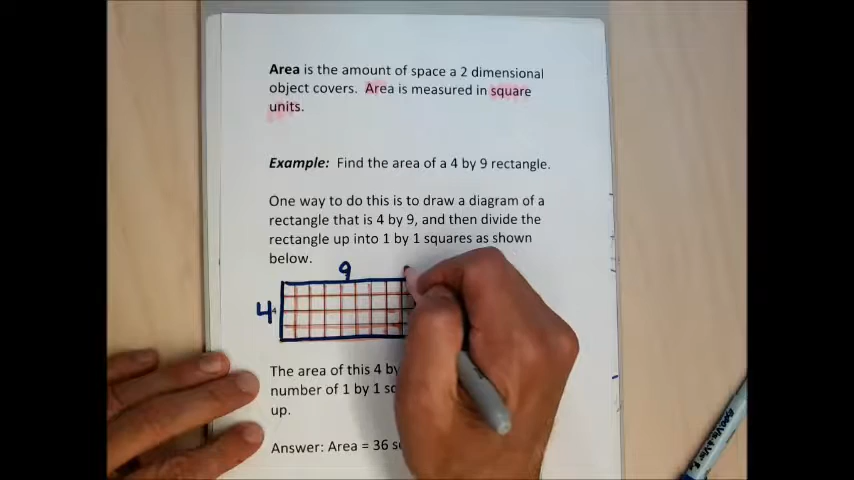 Area is the amount of space a 2 dimensional
object covers. Area is measured in square
units.
Example: Find the area of a 4 by 9 rectangle.
One way to do this is to draw a diagram of a
rectangle that is 4 by 9, and then divide the
rectangle up into 1 by 1 squares as shown
below.
9
4
The area of this 4 by
number of 1 by 1
up.
Answer: Area = 36